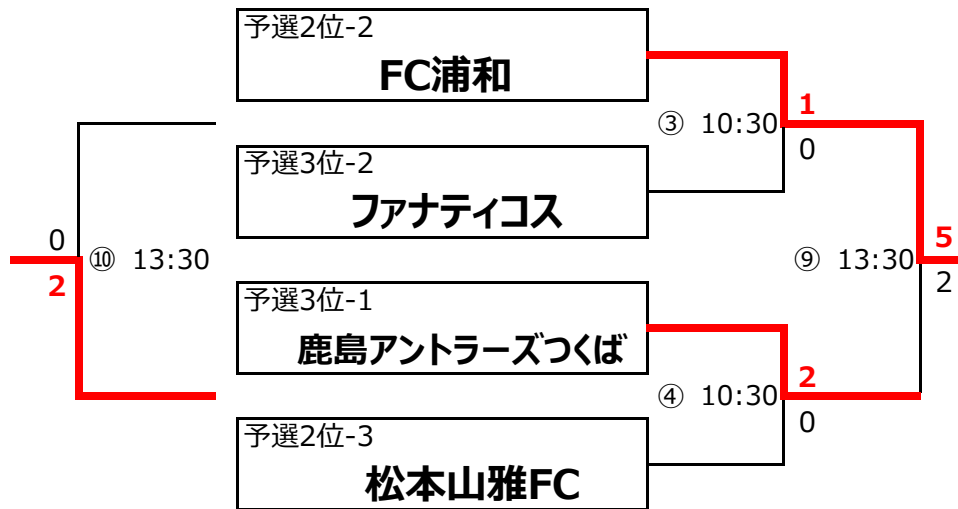 予選2位-2
FC浦和
③ 10:30
1
0
予選3位-2
ファナティコス
0
⑩ 13:30
2
⑨ 13:30
5
2
予選3位-1
鹿島アントラーズつくば
④ 10:30
2
0
予選2位-3
松本山雅FC